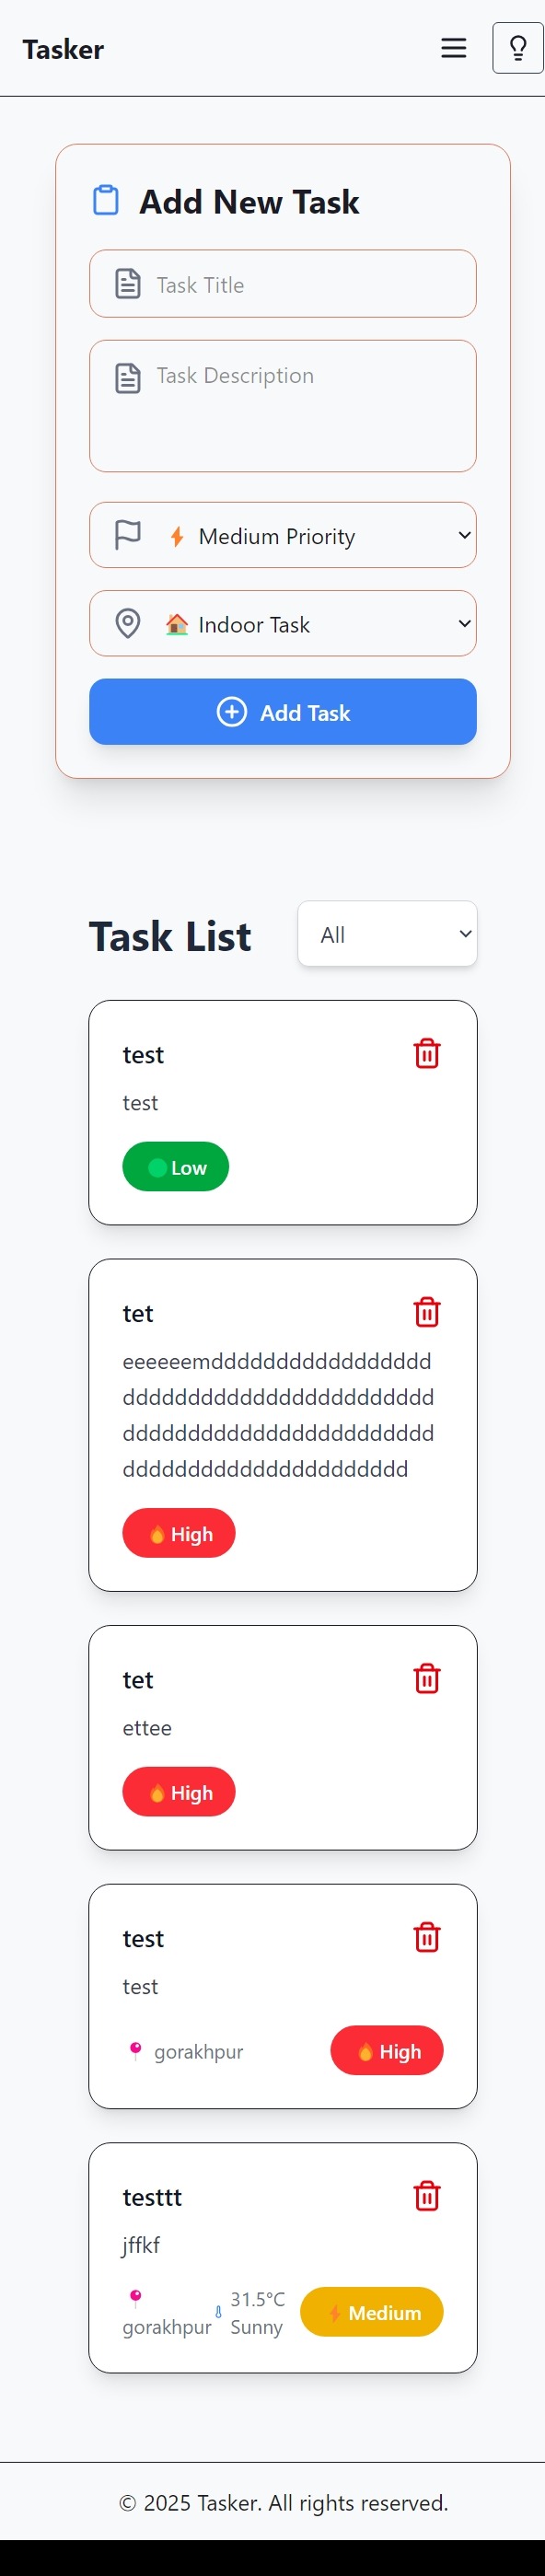 Tasker
Add New Task
Task Title
Task Description
Medium Priority
Indoor Task
Add Task
Task List
All
test
test
Low
tet
eeeeeemddddddddddddddddd
dddddddddddddddddddddddd
dddddddddddddddddddddddd
dddddddddddddddddddddd
High
tet
ettee
High
test
test
gorakhpur
High
testtt
jffkf
gorakhpur
31.5°C
Sunny
Medium
© 2025 Tasker. All rights reserved.